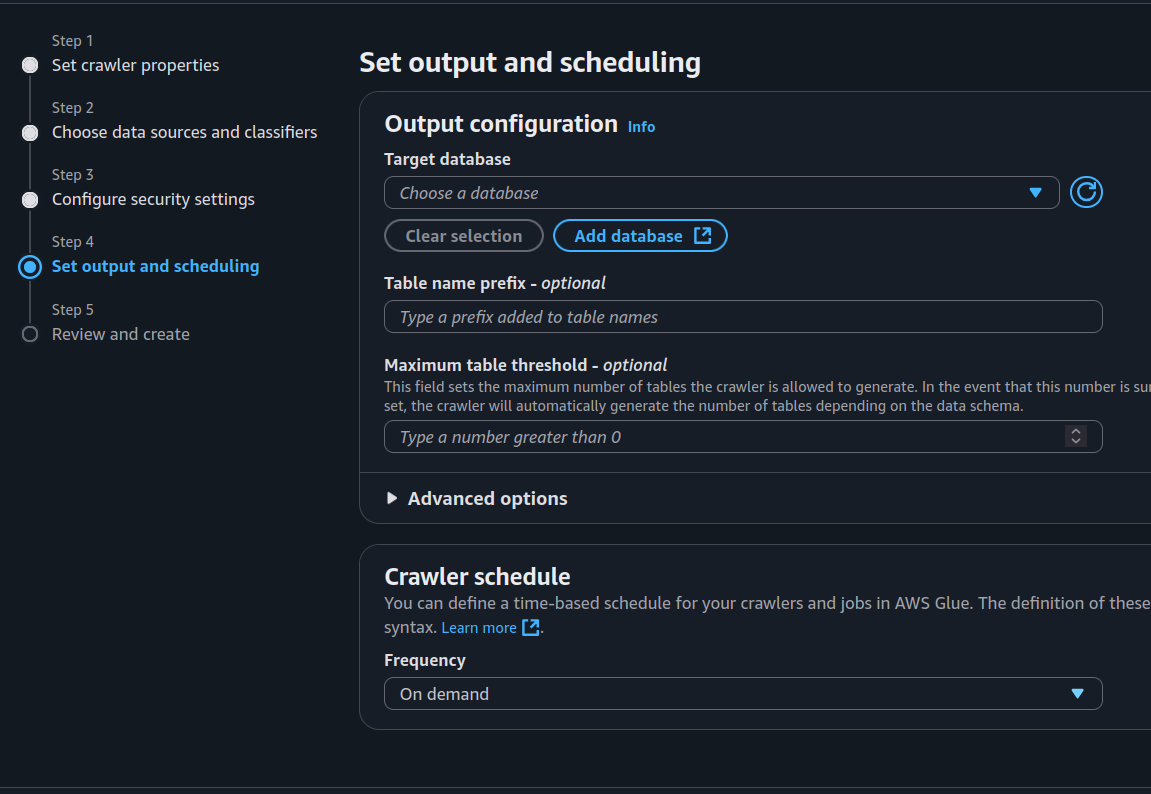 Step 1
Set crawler properties
Step 2
Choose data sources and classifiers
Step 3
Configure security settings
Step 4
Set output and scheduling
Step 5
Review and create
Set output and scheduling
Output configuration Info
Target database
Choose a database
Clear selection
Add database
Table name prefix - optional
Type a prefix added to table names
Maximum table threshold - optional
This field sets the maximum number of tables the crawler is allowed to generate. In the event that this number is
set, the crawler will automatically generate the number of tables depending on the data schema.
Type a number greater than 0
Advanced options
Crawler schedule
You can define a time-based schedule for your crawlers and jobs in AWS Glue. The definition of these
syntax. Learn more.
Frequency
On demand